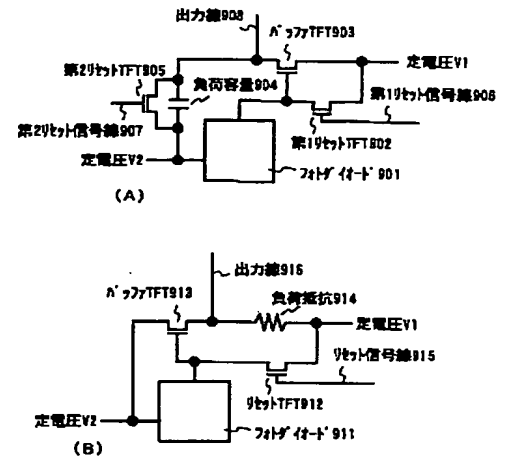 出力線908
バッファTFT903
定電圧V1
第2リセットTFT905
負荷容量904
第1リセット信号線906
第2リセット信号線907
第1リセットTFT902
定電圧V2
フォトダイオード901
(A)
出力線916
バッファTFT913
負荷抵抗914
定電圧V1
リセット信号線915
リセットTFT912
定電圧V2
フォトダイオード911
(B)